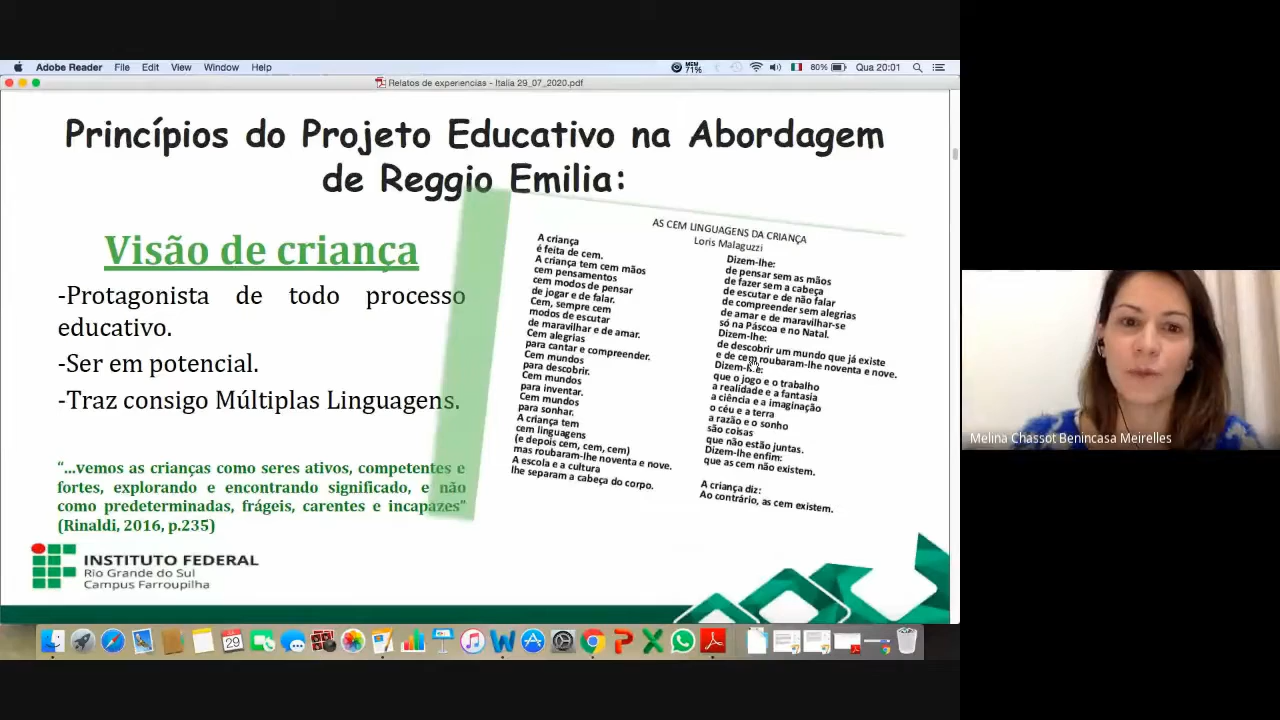 Adobe Reader File Edit View Window Help
MEM 71% 80% Qua 20:01
Relatos de experiencias - Italia 29_07_2020.pdf
Princípios do Projeto Educativo na Abordagem
de Reggio Emilia:
Visão de criança
-Protagonista de todo processo
educativo.
-Ser em potencial.
-Traz consigo Múltiplas Linguagens.
“...vemos as crianças como seres ativos, competentes e
fortes, explorando e encontrando significado, e não
como predeterminadas, frágeis, carentes e incapazes”
(Rinaldi, 2016, p.235)
AS CEM LINGUAGENS DA CRIANÇA
Loris Malaguzzi
A criança
é feita de cem.
A criança tem cem mãos
cem pensamentos
cem modos de pensar
de jogar e de falar.
Cem, sempre cem
modos de escutar
de maravilhar e de amar.
Cem alegrias
para cantar e compreender.
Cem mundos
para descobrir.
Cem mundos
para inventar.
Cem mundos
para sonhar.
A criança tem
cem linguagens
(e depois cem, cem, cem)
mas roubaram-lhe noventa e nove.
A escola e a cultura
lhe separam a cabeça do corpo.
Dizem-lhe:
de pensar sem as mãos
de fazer sem a cabeça
de escutar e de não falar
de compreender sem alegrias
de amar e de maravilhar-se
só na Páscoa e no Natal.
Dizem-lhe:
de descobrir um mundo que já existe
e de cem roubaram-lhe noventa e nove.
Dizem-lhe:
que o jogo e o trabalho
a realidade e a fantasia
a ciência e a imaginação
o céu e a terra
a razão e o sonho
são coisas
que não estão juntas.
Dizem-lhe enfim:
que as cem não existem.
A criança diz:
Ao contrário, as cem existem.
INSTITUTO FEDERAL
Rio Grande do Sul
Campus Farroupilha
29
Melina Chassot Benincasa Meirelles